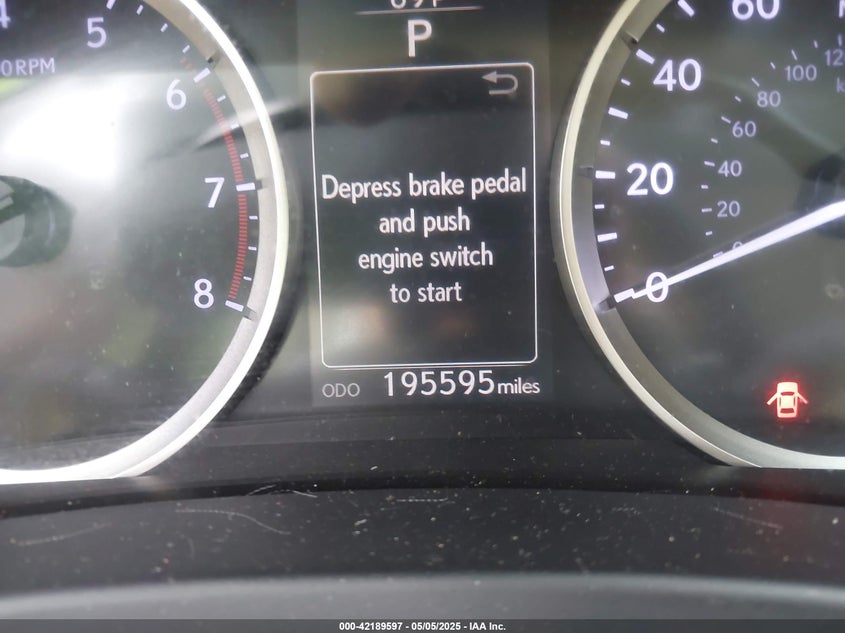 5
0RPM
6
7
8
P
Depress brake pedal
and push
engine switch
to start
ODO 195595 miles
60
40
20
0
100
80
60
40
20
0
000-42189597 - 05/05/2025 - IAA Inc.